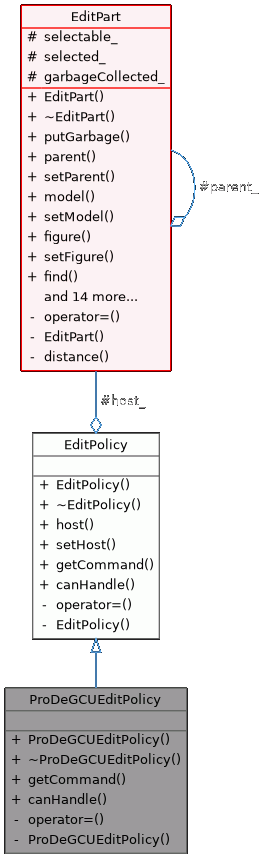 EditPart
# selectable_
# selected_
# garbageCollected_
+ EditPart()
+ ~EditPart()
+ putGarbage()
+ parent()
+ setParent()
+ model()
+ setModel()
+ figure()
+ setFigure()
+ find()
and 14 more...
- operator=()
- EditPart()
- distance()
#parent_
#host_
EditPolicy
+ EditPolicy()
+ ~EditPolicy()
+ host()
+ setHost()
+ getCommand()
+ canHandle()
- operator=()
- EditPolicy()
ProDeGCUEditPolicy
+ ProDeGCUEditPolicy()
+ ~ProDeGCUEditPolicy()
+ getCommand()
+ canHandle()
- operator=()
- ProDeGCUEditPolicy()